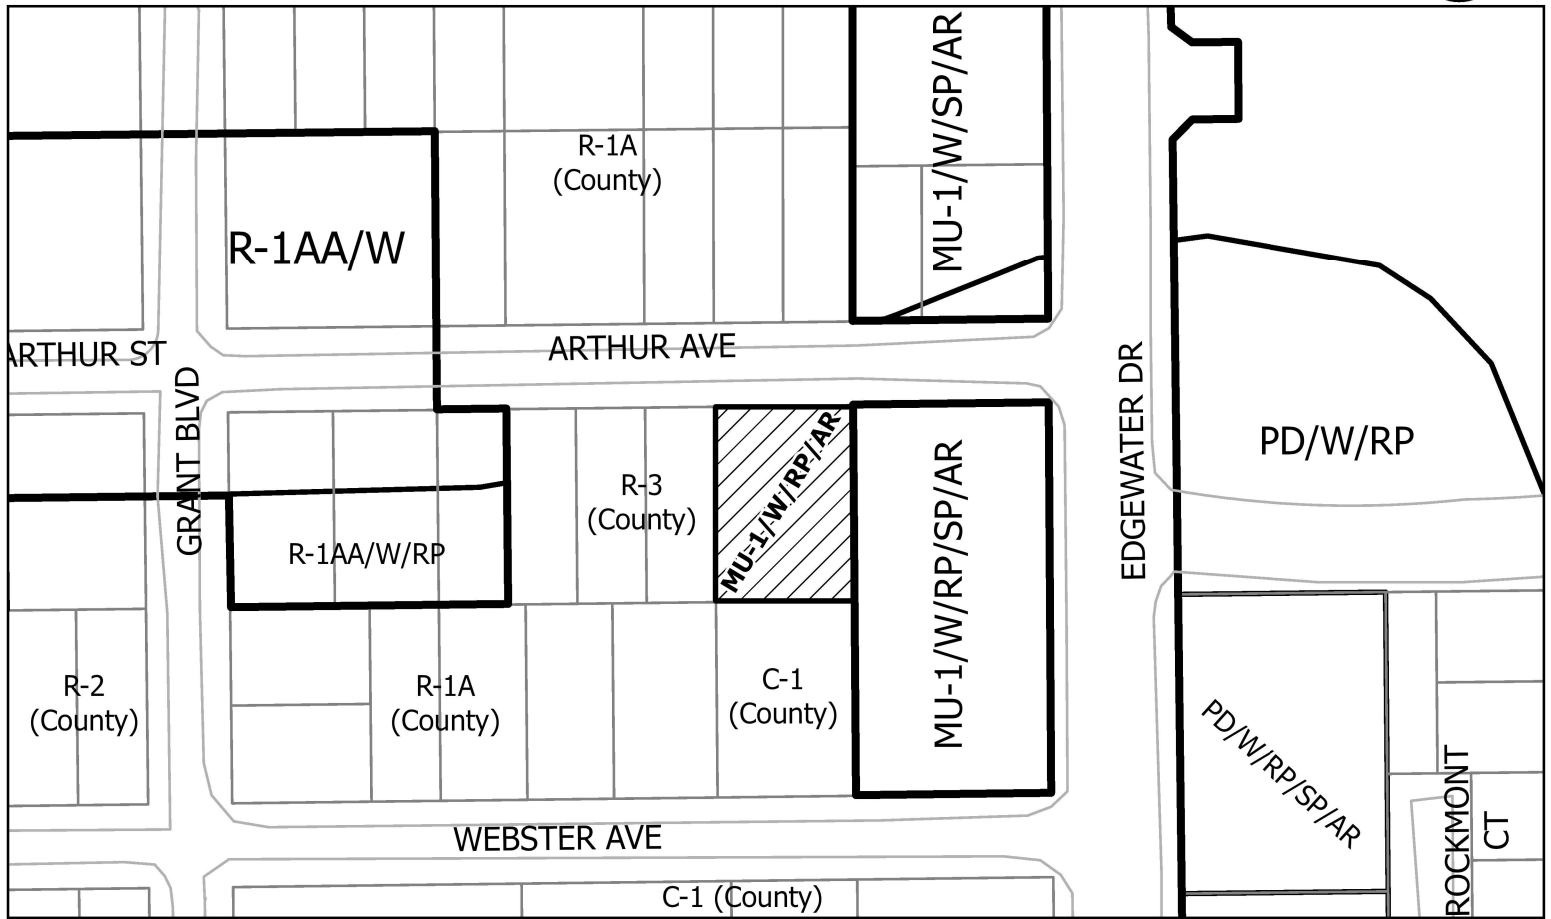 MU-1/W/SP/AR
R-1A
(County)
R-1AA/W
ARTHUR ST
ARTHUR AVE
GRANT BLVD
EDGEWATER DR
PD/W/RP
MU-1/W/RP/AR
R-3
(County)
MU-1/W/RP/SP/AR
R-1AA/W/RP
R-2
(County)
R-1A
(County)
C-1
(County)
PD/W/RP/SP/AR
ROCKMONT
CT
WEBSTER AVE
C-1 (County)